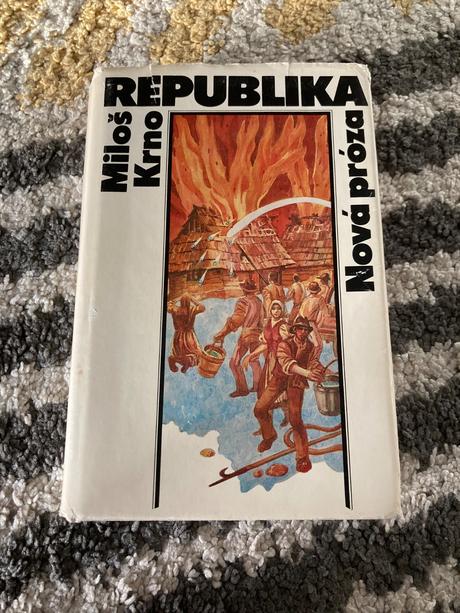 REPUBLIKA
Miloš
Krno
Nová próza